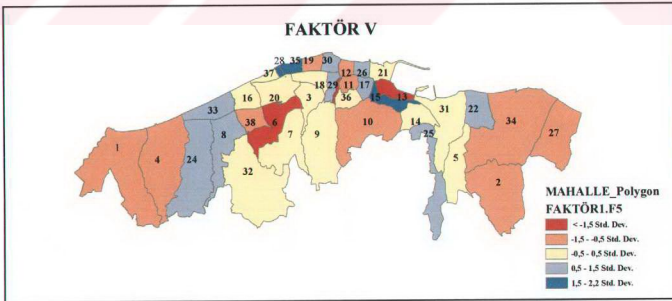 FAKTÖR V
28 35 19 30
37 12 26 21
18 29 11 17
16 20 3 36 15 13
33 31 22
38 6 14 34
8 7 9 10 25
1 4 24 5 27
32 2
MAHALLE_Polygon
FAKTÖR1.F5
< -1,5 Std. Dev.
-1,5 - -0,5 Std. Dev.
-0,5 - 0,5 Std. Dev.
0,5 - 1,5 Std. Dev.
1,5 - 2,2 Std. Dev.